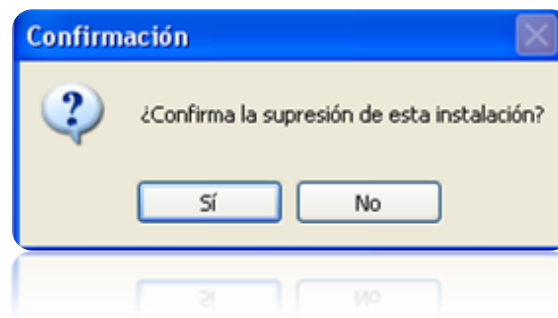 Confirmación
¿Confirma la supresión de esta instalación?
Sí
No